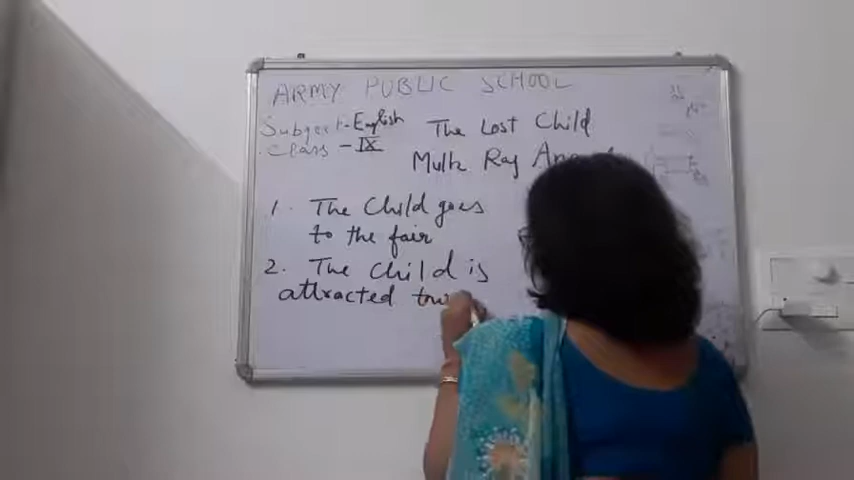 ARMY PUBLIC SCHOOL
Subject - English
Class - IX
The Lost Child
Mulk Raj
1. The Child goes
to the fair
2. The Child is
attracted